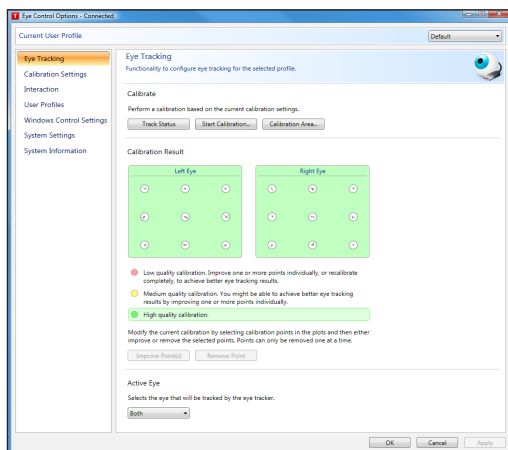 Eye Control Options - Connected
Current User Profile
Default
Eye Tracking
Calibration Settings
Interaction
User Profiles
Windows Control Settings
System Settings
System Information
Eye Tracking
Functionality to configure eye tracking for the selected profile.
Calibrate
Perform a calibration based on the current calibration settings.
Track Status
Start Calibration...
Calibration Area...
Calibration Result
Left Eye
Right Eye
Low quality calibration. Improve one or more points individually, or recalibrate
completely, to achieve better eye tracking results.
Medium quality calibration. You might be able to achieve better eye tracking
results by improving one or more points individually.
High quality calibration.
Modify the current calibration by selecting calibration points in the plots and then either
improve or remove the selected points. Points can only be removed one at a time.
Improve Point(s)
Remove Point
Active Eye
Selects the eye that will be tracked by the eye tracker.
Both
OK
Cancel
Apply